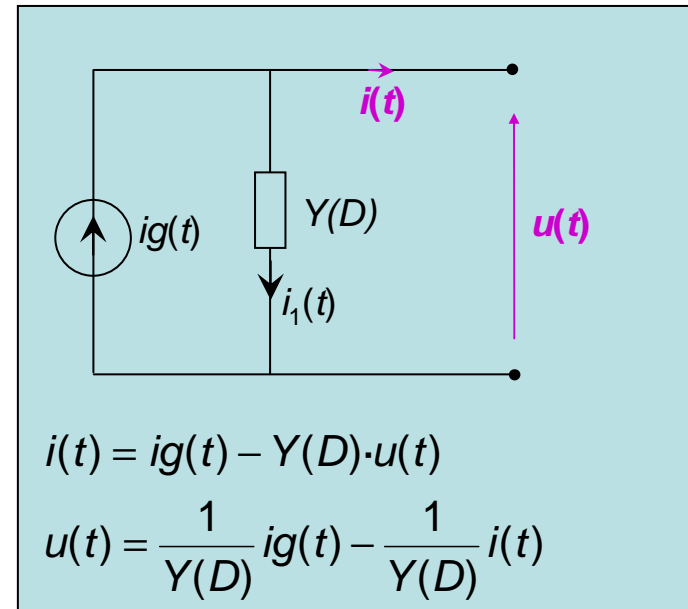 i(t)
ig(t)
Y(D)
u(t)
i₁(t)
i(t) = ig(t) − Y(D)·u(t)
u(t) = 1/Y(D) ig(t) − 1/Y(D) i(t)